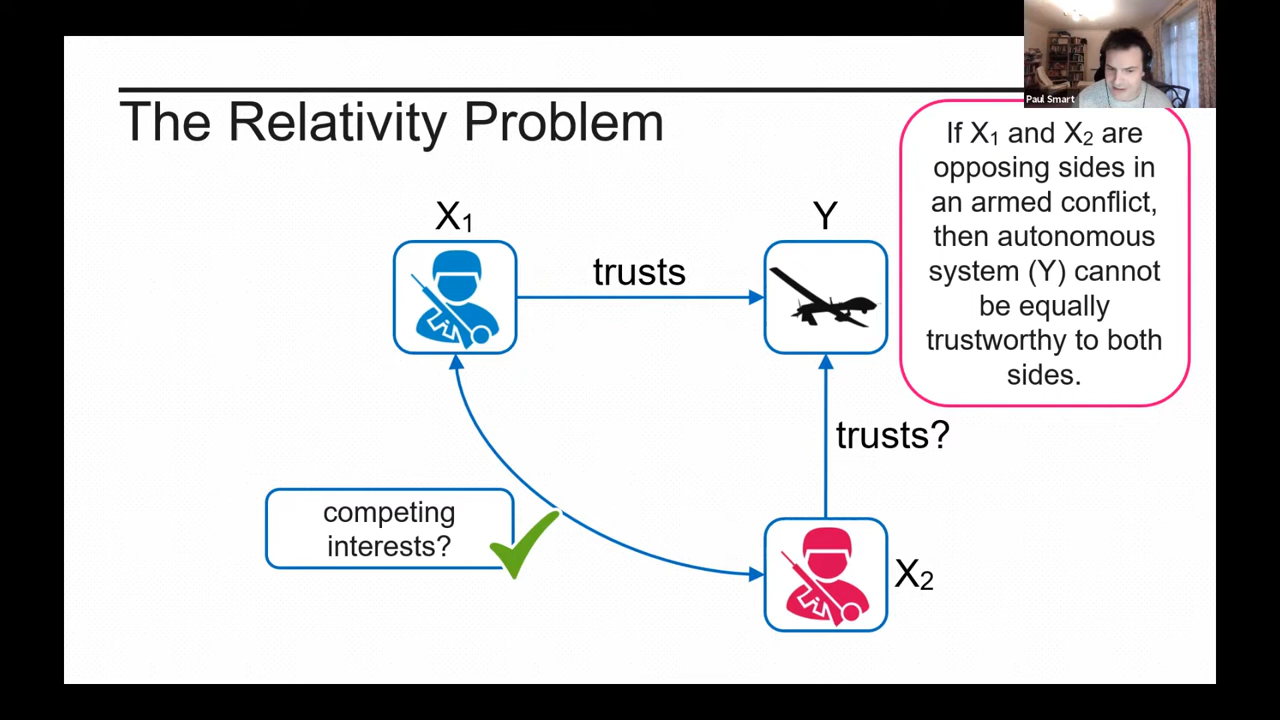 Paul Smart
The Relativity Problem
If X₁ and X₂ are
opposing sides in
an armed conflict,
then autonomous
system (Y) cannot
be equally
trustworthy to both
sides.
X₁
Y
trusts
trusts?
competing
interests?
X₂